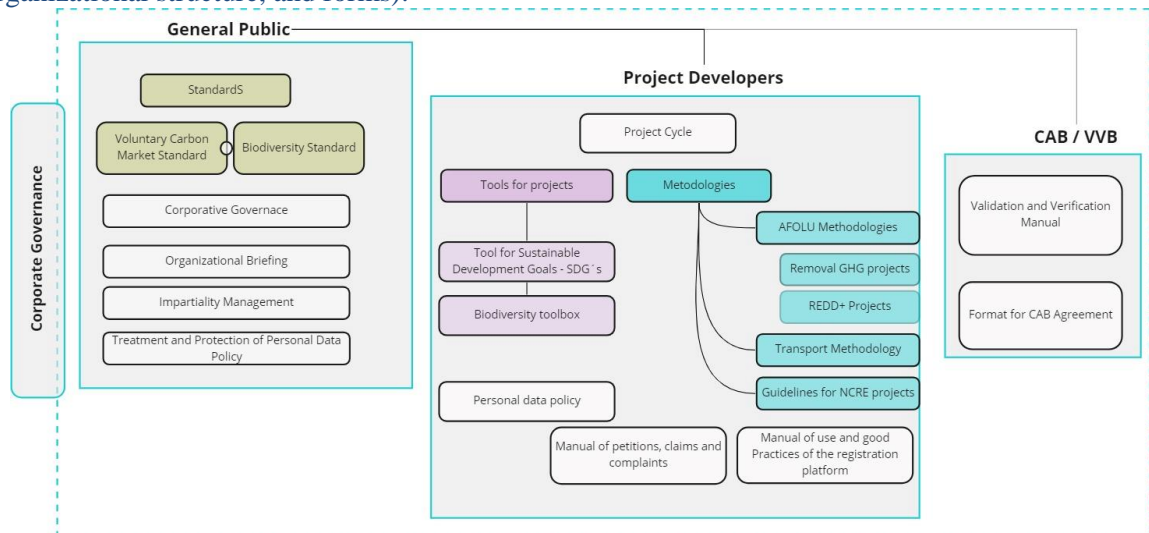 General Public
StandardS
Voluntary Carbon
Market Standard
Biodiversity Standard
Corporative Governace
Organizational Briefing
Impartiality Management
Treatment and Protection of Personal Data
Policy
Corporate Governance
Project Developers
Project Cycle
Tools for projects
Metodologies
Tool for Sustainable
Development Goals - SDG´s
Biodiversity toolbox
AFOLU Methodologies
Removal GHG projects
REDD+ Projects
Transport Methodology
Guidelines for NCRE projects
Personal data policy
Manual of petitions, claims and
complaints
Manual of use and good
Practices of the registration
platform
CAB / VVB
Validation and Verification
Manual
Format for CAB Agreement